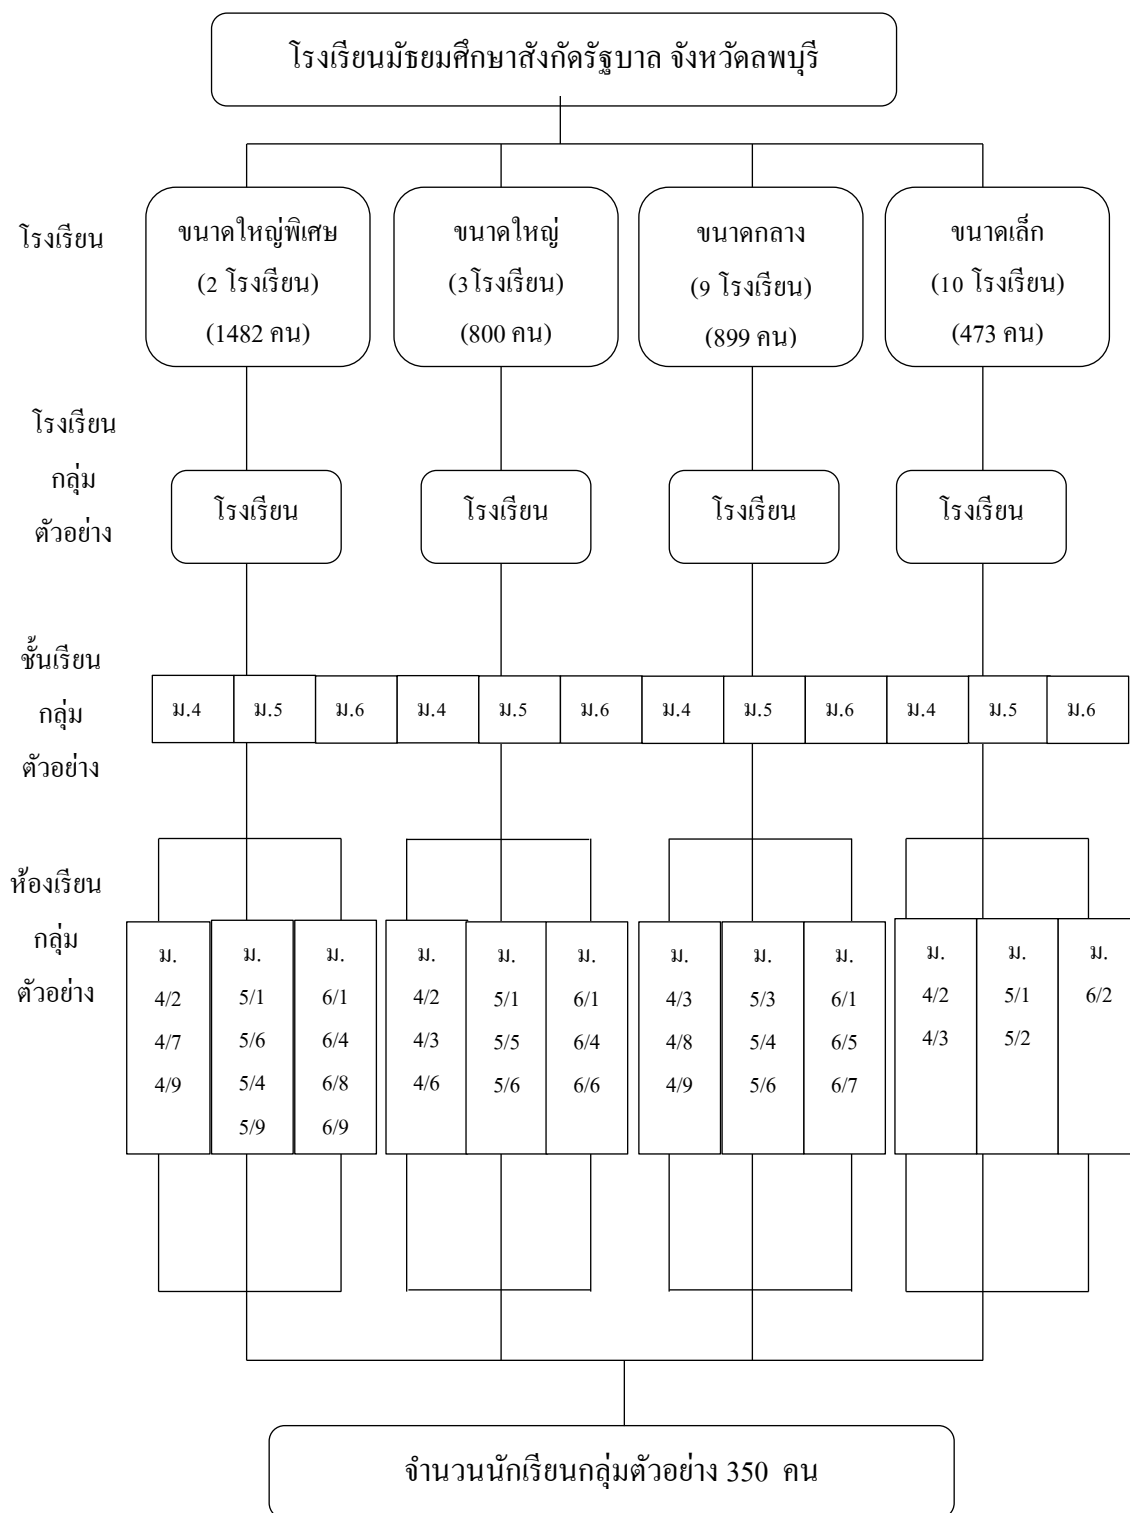 โรงเรียนมัธยมศึกษาสังกัดรัฐบาล จังหวัดลพบุรี
โรงเรียน
ขนาดใหญ่พิเศษ
(2 โรงเรียน)
(1482 คน)
ขนาดใหญ่
(3โรงเรียน)
(800 คน)
ขนาดกลาง
(9 โรงเรียน)
(899 คน)
ขนาดเล็ก
(10 โรงเรียน)
(473 คน)
โรงเรียน
กลุ่ม
ตัวอย่าง
โรงเรียน
โรงเรียน
โรงเรียน
โรงเรียน
ชั้นเรียน
กลุ่ม
ตัวอย่าง
ม.4 ม.5 ม.6 ม.4 ม.5 ม.6 ม.4 ม.5 ม.6 ม.4 ม.5 ม.6
ห้องเรียน
กลุ่ม
ตัวอย่าง
ม.
4/2
4/7
4/9
ม.
5/1
5/6
5/4
5/9
ม.
6/1
6/4
6/8
6/9
ม.
4/2
4/3
4/6
ม.
5/1
5/5
5/6
ม.
6/1
6/4
6/6
ม.
4/3
4/8
4/9
ม.
5/3
5/4
5/6
ม.
6/1
6/5
6/7
ม.
4/2
4/3
ม.
5/1
5/2
ม.
6/2
จำนวนนักเรียนกลุ่มตัวอย่าง 350 คน